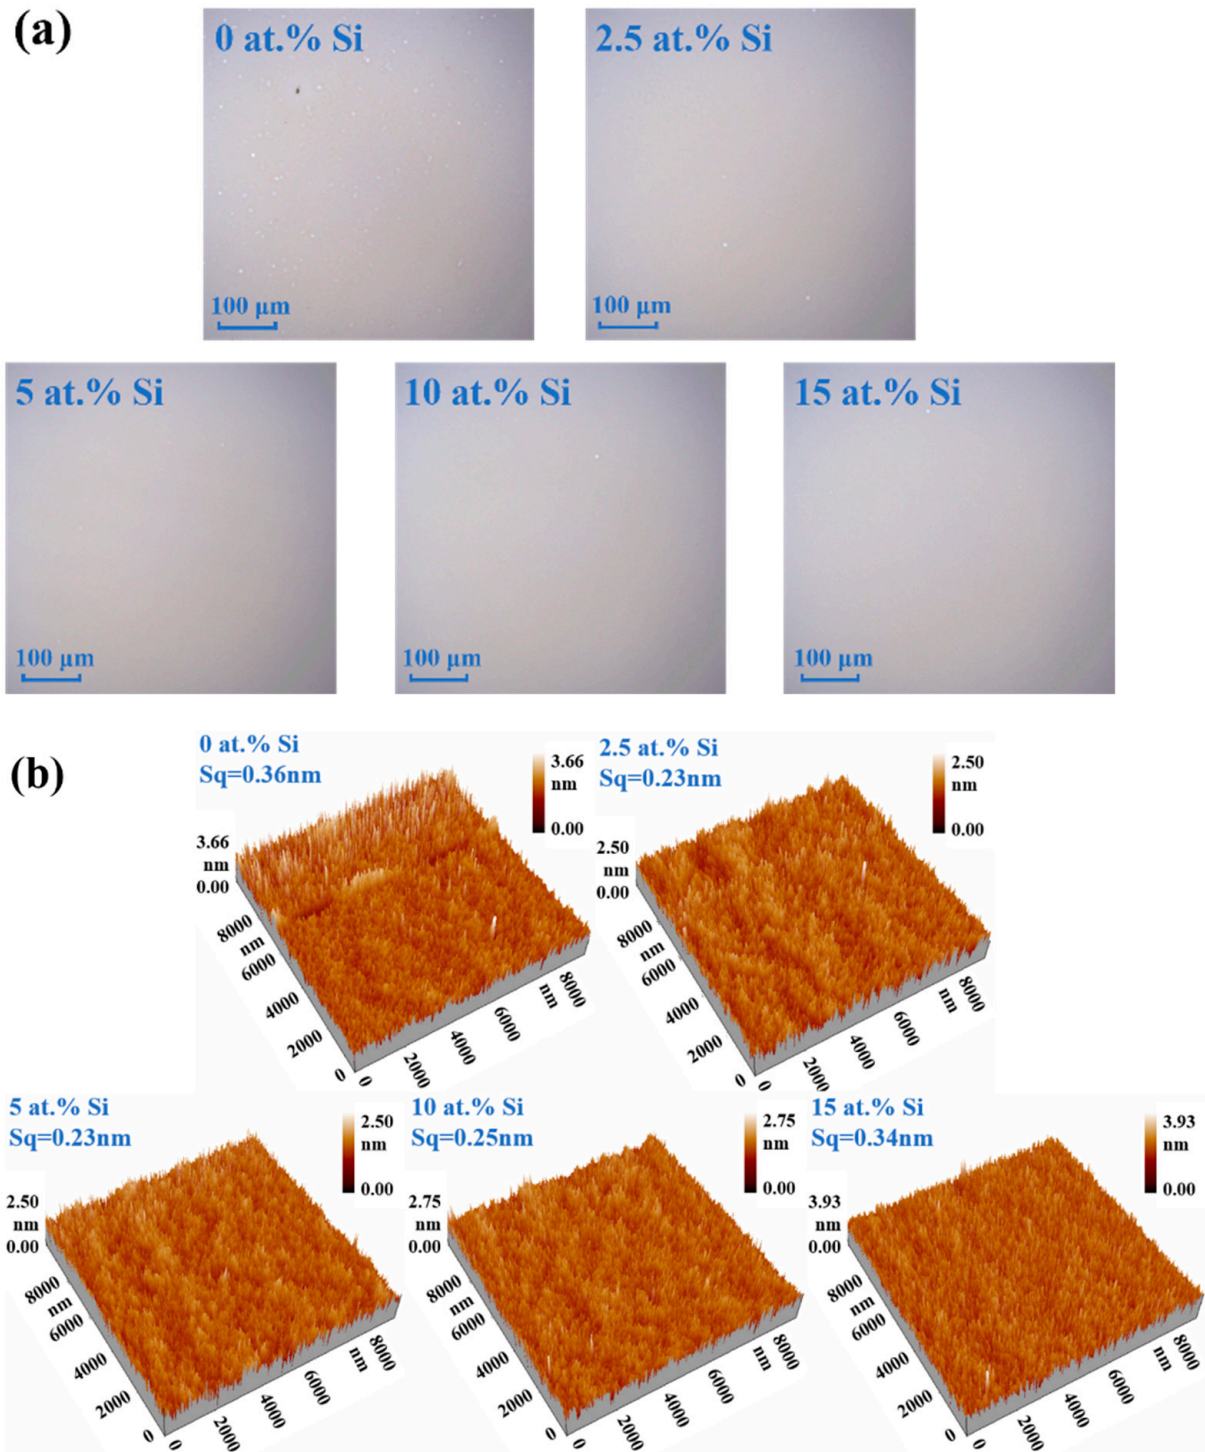 (a)
0 at.% Si
100 μm
2.5 at.% Si
100 μm
5 at.% Si
100 μm
10 at.% Si
100 μm
15 at.% Si
100 μm
(b)
0 at.% Si
Sq=0.36nm
3.66
nm
0.00
3.66
nm
0.00
8000
nm
6000
4000
2000
0
0
2000
4000
6000
nm
8000
2.5 at.% Si
Sq=0.23nm
2.50
nm
0.00
2.50
nm
0.00
8000
nm
6000
4000
2000
0
0
2000
4000
6000
nm
8000
5 at.% Si
Sq=0.23nm
2.50
nm
0.00
2.50
nm
0.00
8000
nm
6000
4000
2000
0
0
2000
4000
6000
nm
8000
10 at.% Si
Sq=0.25nm
2.75
nm
0.00
2.75
nm
0.00
8000
nm
6000
4000
2000
0
0
2000
4000
6000
nm
8000
15 at.% Si
Sq=0.34nm
3.93
nm
0.00
3.93
nm
0.00
8000
nm
6000
4000
2000
0
0
2000
4000
6000
nm
8000